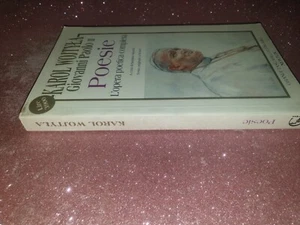 KAROL WOJTYLA
Giovanni Paolo II
Poesie
L'opera poetica completa
KAROL WOJTYLA
Poesie